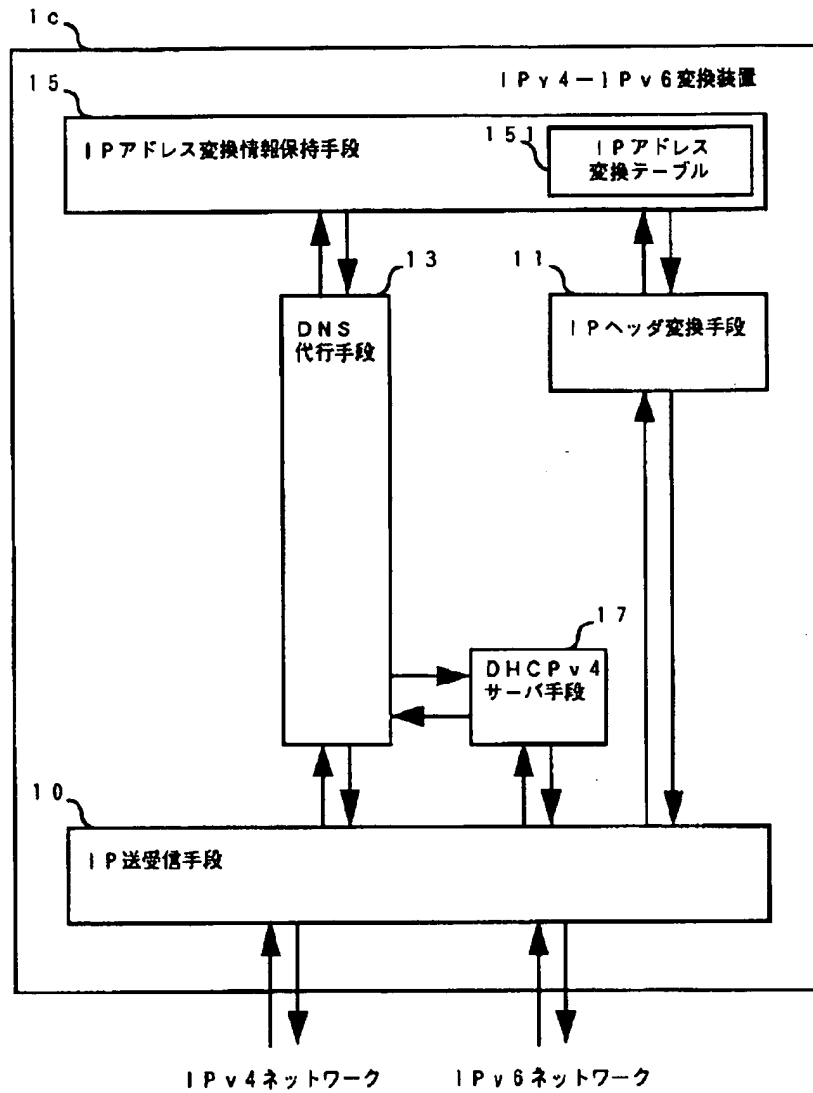 1c
IPv4-IPv6変換装置
15
IPアドレス変換情報保持手段
151
IPアドレス
変換テーブル
13
11
DNS
代行手段
IPヘッダ変換手段
17
DHCPv4
サーバ手段
10
IP送受信手段
IPv4ネットワーク
IPv6ネットワーク